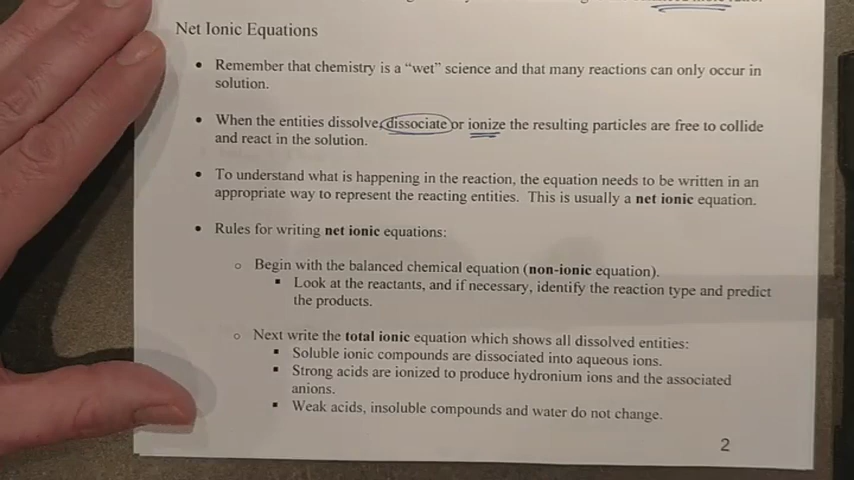 Net Ionic Equations
• Remember that chemistry is a “wet” science and that many reactions can only occur in
solution.
• When the entities dissolve, dissociate or ionize the resulting particles are free to collide
and react in the solution.
• To understand what is happening in the reaction, the equation needs to be written in an
appropriate way to represent the reacting entities. This is usually a net ionic equation.
• Rules for writing net ionic equations:
o Begin with the balanced chemical equation (non-ionic equation).
▪ Look at the reactants, and if necessary, identify the reaction type and predict
the products.
o Next write the total ionic equation which shows all dissolved entities:
▪ Soluble ionic compounds are dissociated into aqueous ions.
▪ Strong acids are ionized to produce hydronium ions and the associated
anions.
▪ Weak acids, insoluble compounds and water do not change.
2